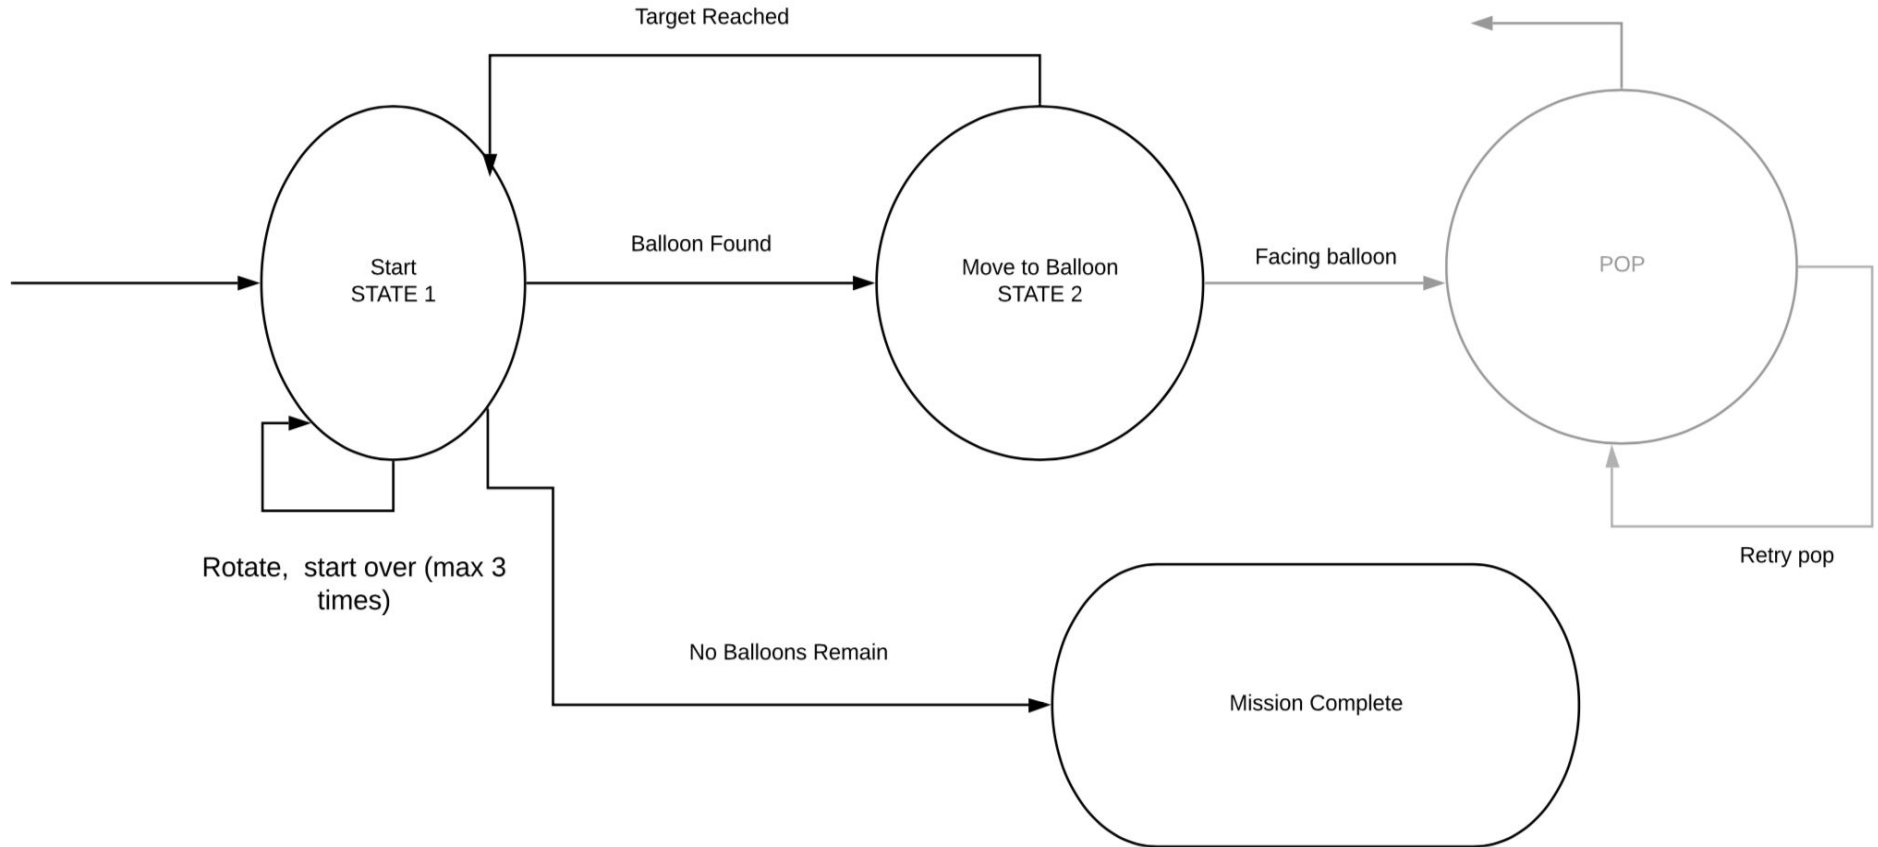 Target Reached
Balloon Found
Start
STATE 1
Move to Balloon
STATE 2
Facing balloon
POP
Retry pop
Rotate,  start over (max 3
times)
No Balloons Remain
Mission Complete